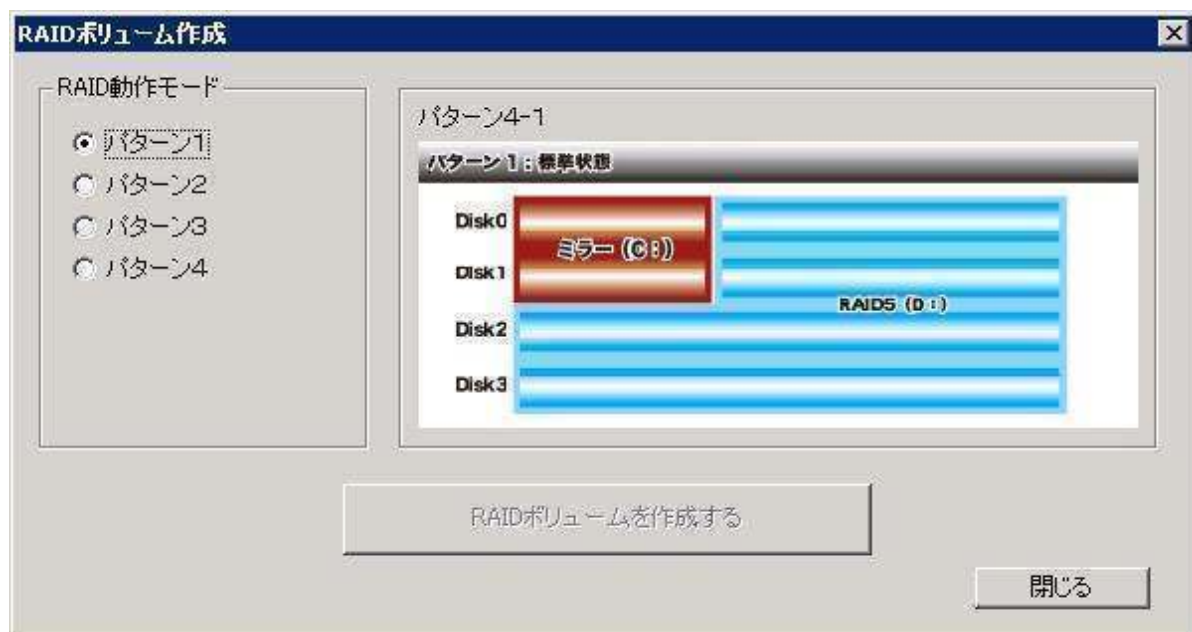 RAIDボリューム作成
RAID動作モード
パターン1
パターン2
パターン3
パターン4
パターン4-1
パターン1:標準状態
Disk0
ミラー(C:)
Disk1
RAID5(D:)
Disk2
Disk3
RAIDボリュームを作成する
閉じる